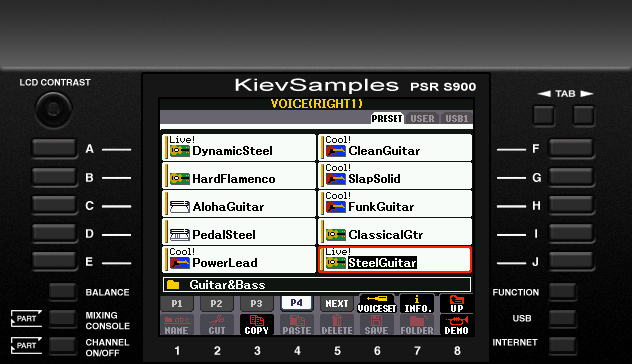 LCD CONTRAST
KievSamples PSR S900
◄ TAB ►
VOICE(RIGHT1)
PRESET USER USB1
A
Live!
DynamicSteel
Cool!
CleanGuitar
F
B
HardFlamenco
Cool!
SlapSolid
G
C
AlohaGuitar
Cool!
FunkGuitar
H
D
PedalSteel
ClassicalGtr
I
E
Cool!
PowerLead
Live!
SteelGuitar
J
Guitar&Bass
BALANCE
P1 P2 P3 P4 NEXT VOICESET INFO. UP
FUNCTION
PART
MIXING
CONSOLE
NAME CUT COPY PASTE DELETE SAVE FOLDER DEMO
USB
PART
CHANNEL
ON/OFF
1 2 3 4 5 6 7 8
INTERNET